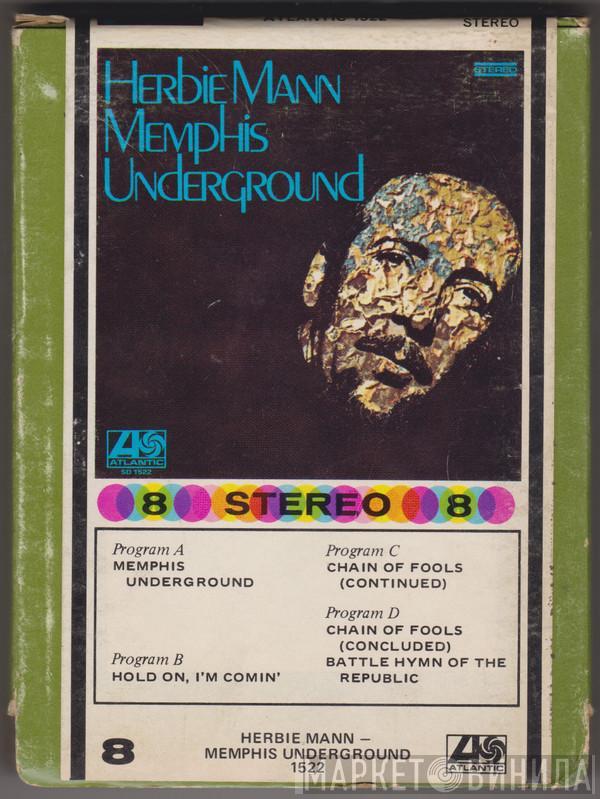 ATLANTIC 1522
STEREO
Herbie Mann
Memphis
Underground
STEREO
ATLANTIC
SD 1522
8 STEREO 8
Program A
MEMPHIS
UNDERGROUND
Program B
HOLD ON, I'M COMIN'
Program C
CHAIN OF FOOLS
(CONTINUED)
Program D
CHAIN OF FOOLS
(CONCLUDED)
BATTLE HYMN OF THE
REPUBLIC
8
HERBIE MANN –
MEMPHIS UNDERGROUND
1522
ATLANTIC
МАРКЕТ ВИНИЛА